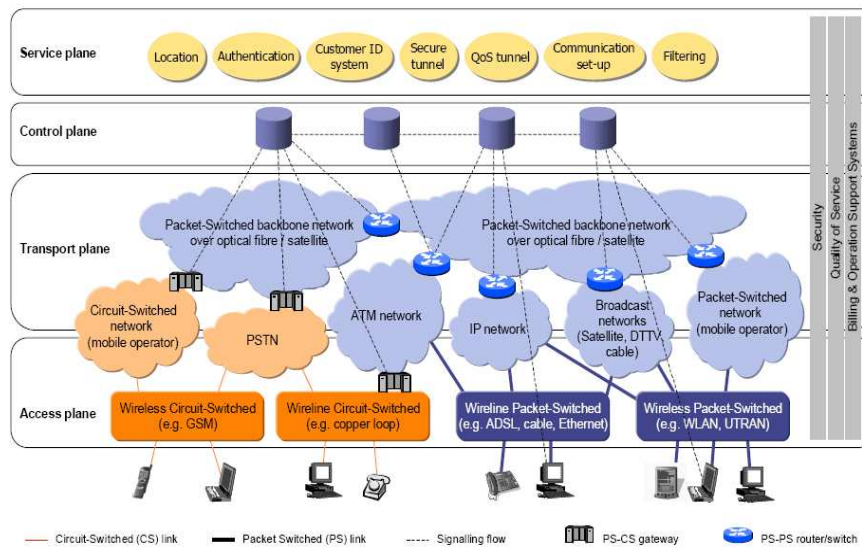 Service plane
Location
Authentication
Customer ID
system
Secure
tunnel
QoS tunnel
Communication
set-up
Filtering
Control plane
Transport plane
Packet-Switched backbone network
over optical fibre / satellite
Packet-Switched backbone network
over optical fibre / satellite
Circuit-Switched
network
(mobile operator)
PSTN
ATM network
IP network
Broadcast
networks
(Satellite, DTTV,
cable)
Packet-Switched
network
(mobile operator)
Access plane
Wireless Circuit-Switched
(e.g. GSM)
Wireline Circuit-Switched
(e.g. copper loop)
Wireline Packet-Switched
(e.g. ADSL, cable, Ethernet)
Wireless Packet-Switched
(e.g. WLAN, UTRAN)
Security
Quality of Service
Billing & Operation Support Systems
Circuit-Switched (CS) link
Packet Switched (PS) link
Signalling flow
PS-CS gateway
PS-PS router/switch